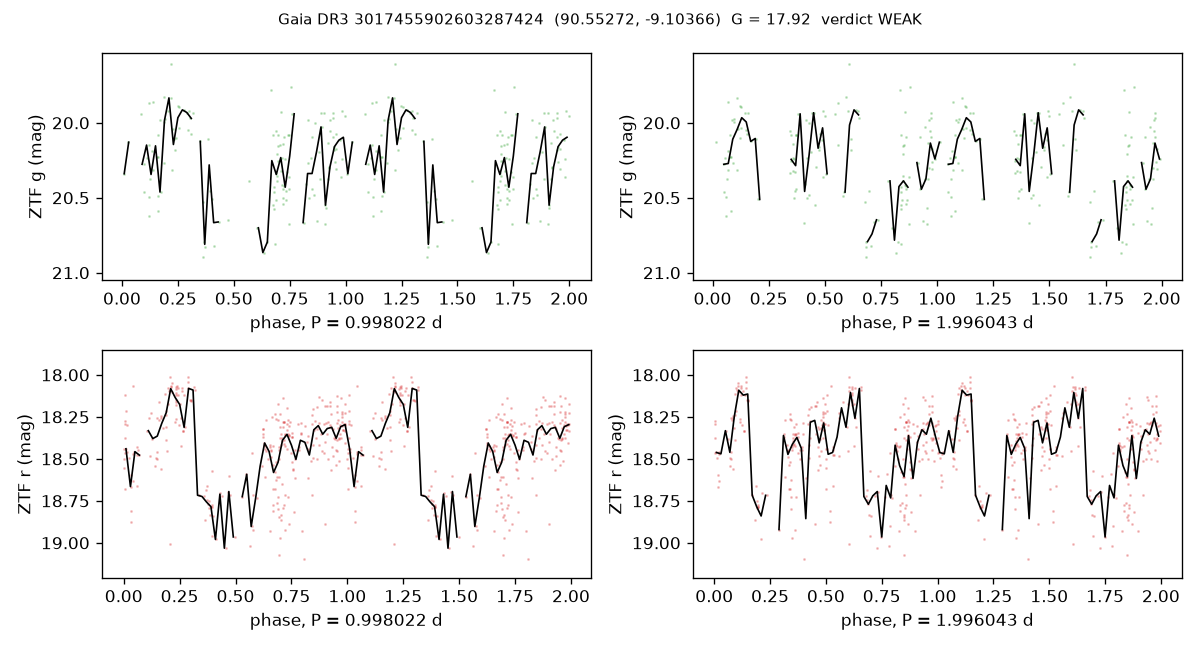 Gaia DR3 3017455902603287424 (90.55272, -9.10366) G = 17.92 verdict WEAK
ZTF g (mag)
20.0
20.5
21.0
0.00 0.25 0.50 0.75 1.00 1.25 1.50 1.75 2.00
phase, P = 0.998022 d
ZTF g (mag)
20.0
20.5
21.0
0.00 0.25 0.50 0.75 1.00 1.25 1.50 1.75 2.00
phase, P = 1.996043 d
ZTF r (mag)
18.00
18.25
18.50
18.75
19.00
0.00 0.25 0.50 0.75 1.00 1.25 1.50 1.75 2.00
phase, P = 0.998022 d
ZTF r (mag)
18.00
18.25
18.50
18.75
19.00
0.00 0.25 0.50 0.75 1.00 1.25 1.50 1.75 2.00
phase, P = 1.996043 d